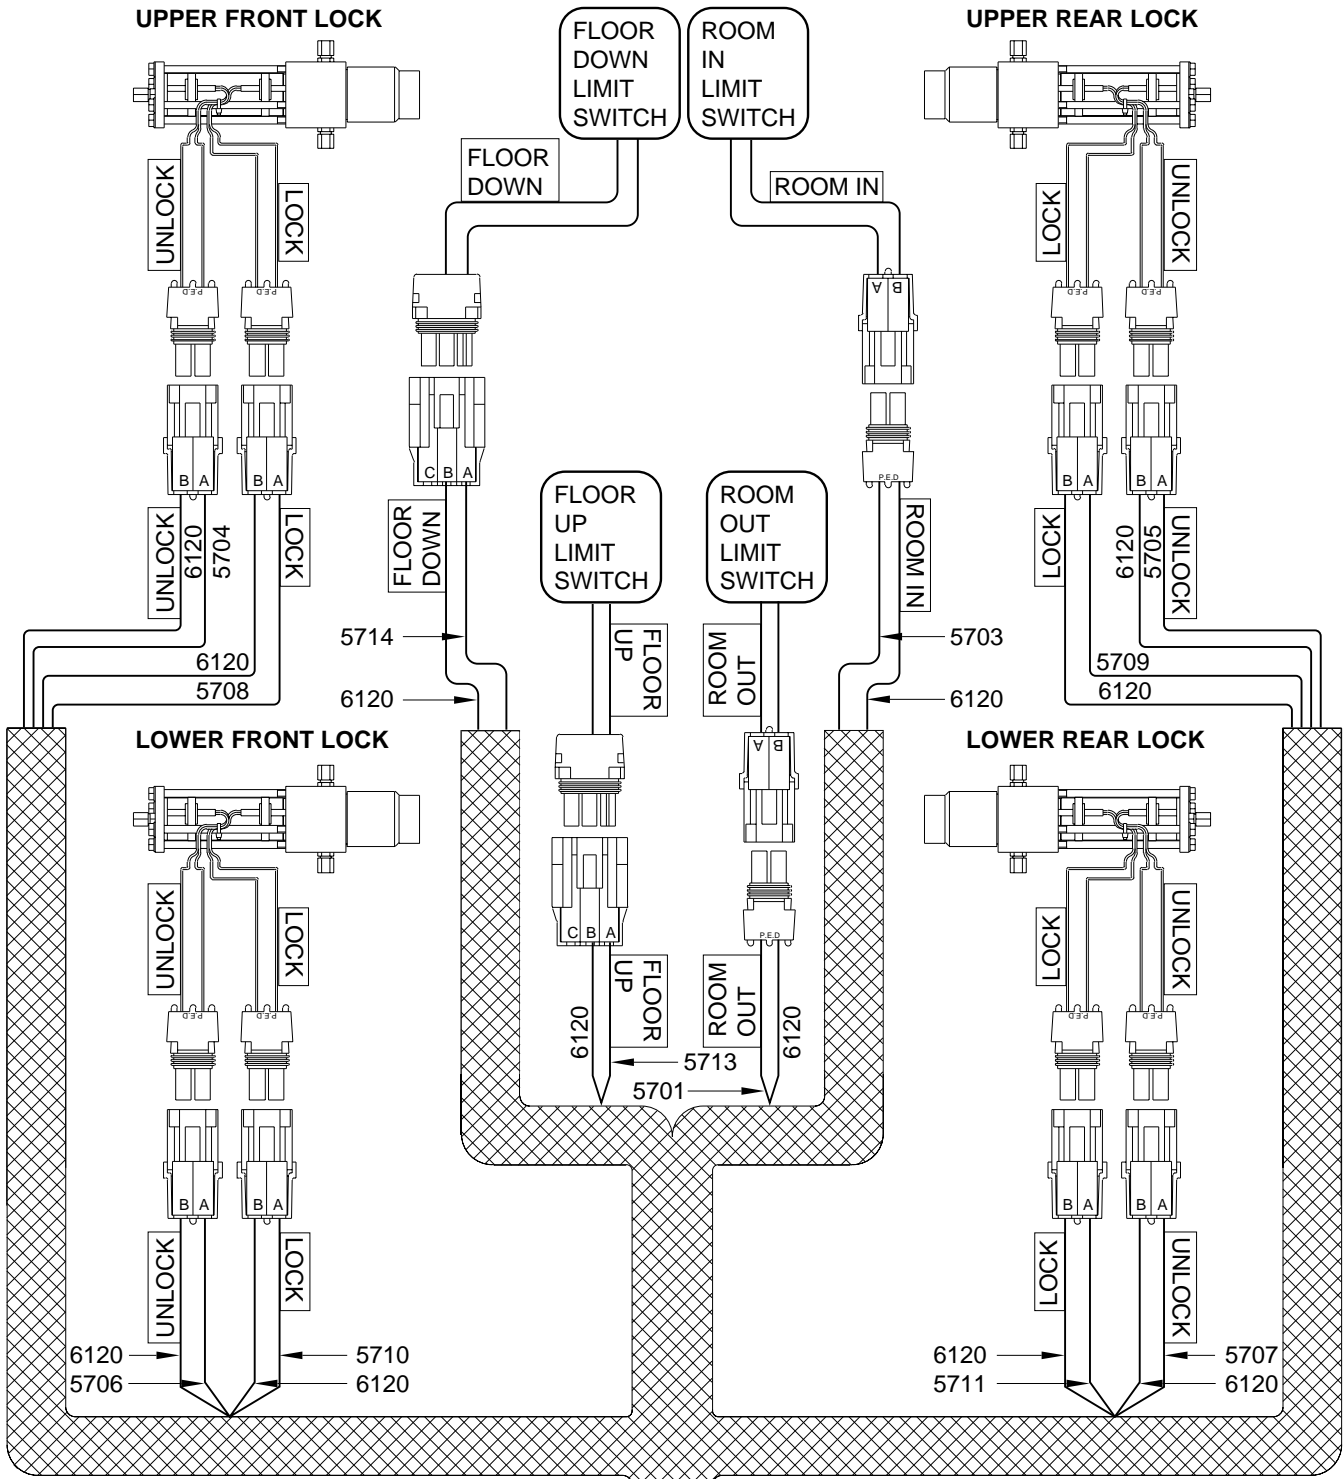 UPPER FRONT LOCK
FLOOR
DOWN
LIMIT
SWITCH
ROOM
IN
LIMIT
SWITCH
UPPER REAR LOCK
UNLOCK
LOCK
FLOOR
DOWN
ROOM IN
LOCK
UNLOCK
P.E.D
P.E.D
A B
P.E.D
P.E.D
B A
B A
C B A
P.E.D
B A
B A
UNLOCK
6120
5704
LOCK
FLOOR
DOWN
FLOOR
UP
LIMIT
SWITCH
ROOM
OUT
LIMIT
SWITCH
ROOM IN
LOCK
6120
5705
UNLOCK
5714
6120
FLOOR
UP
ROOM
OUT
5703
6120
6120
5708
5709
6120
LOWER FRONT LOCK
LOWER REAR LOCK
A B
UNLOCK
LOCK
LOCK
UNLOCK
C B A
P.E.D
P.E.D
P.E.D
P.E.D
P.E.D
6120
FLOOR
UP
ROOM
OUT
6120
5713
5701
B A
B A
B A
B A
UNLOCK
LOCK
LOCK
UNLOCK
6120
5706
5710
6120
6120
5711
5707
6120